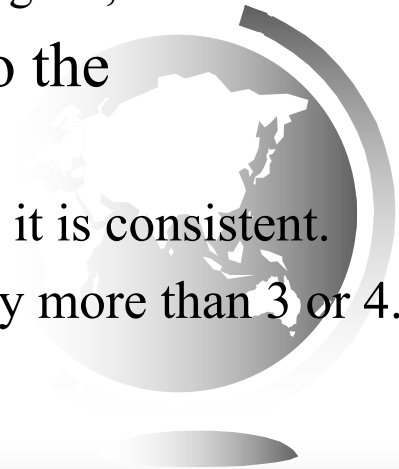 o the
it is consistent.
y more than 3 or 4.